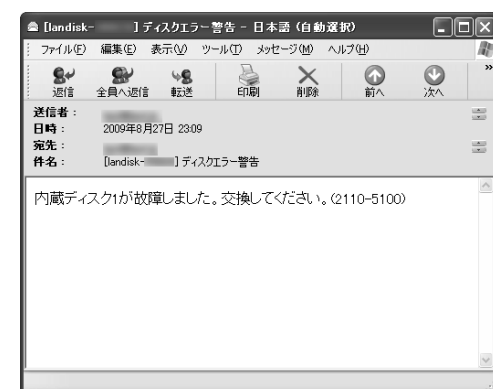 [landisk- ] ディスクエラー警告 - 日本語 (自動選択)
ファイル(F) 編集(E) 表示(V) ツール(T) メッセージ(M) ヘルプ(H)
返信 全員へ返信 転送 印刷 削除 前へ 次へ »
送信者：
日時： 2009年8月27日 23:09
宛先：
件名： [landisk- ] ディスクエラー警告
内蔵ディスク1が故障しました。交換してください。(2110-5100)